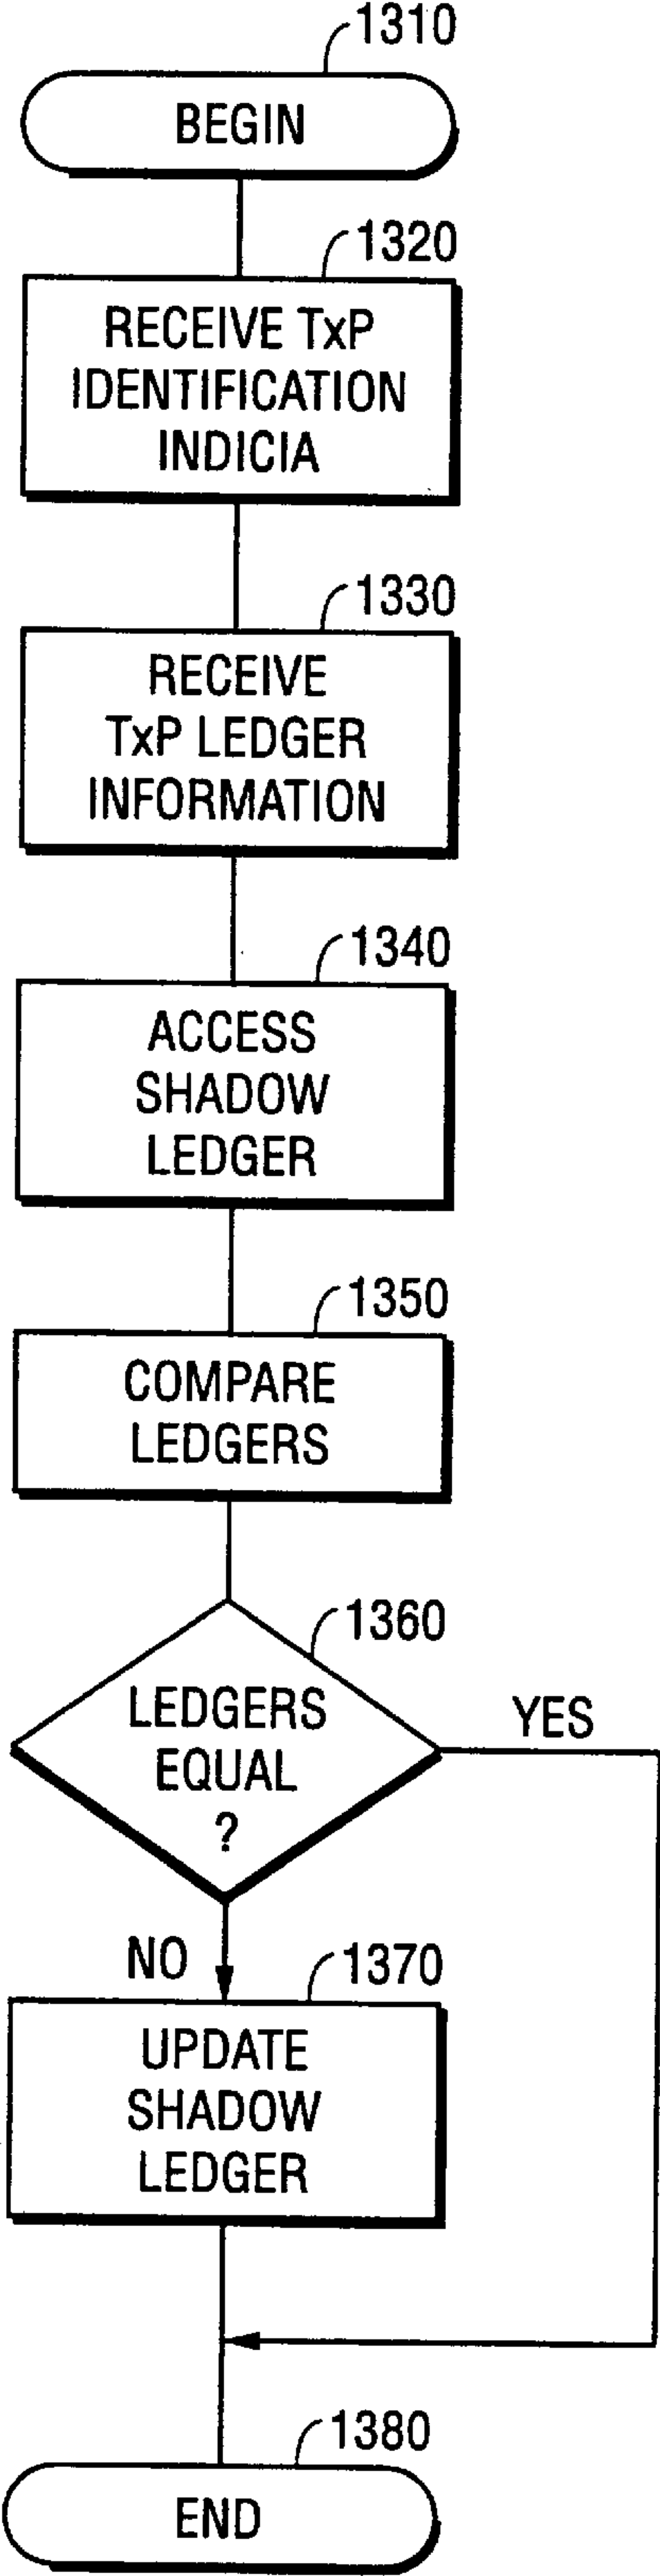 1310
BEGIN
1320
RECEIVE TxP
IDENTIFICATION
INDICIA
1330
RECEIVE
TxP LEDGER
INFORMATION
1340
ACCESS
SHADOW
LEDGER
1350
COMPARE
LEDGERS
1360
LEDGERS
EQUAL
?
YES
NO
1370
UPDATE
SHADOW
LEDGER
1380
END